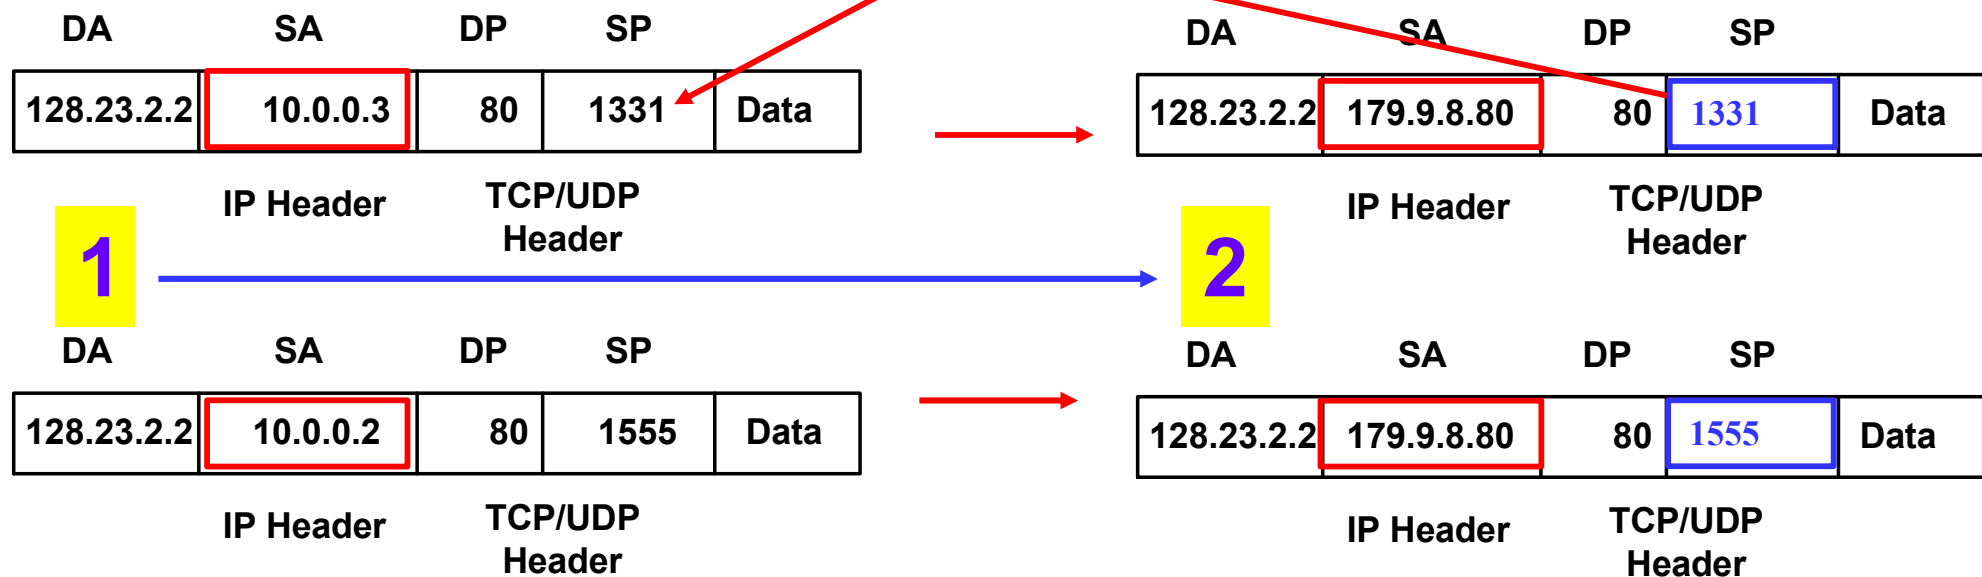 DA SA DP SP
128.23.2.2 10.0.0.3 80 1331 Data
IP Header TCP/UDP Header
DA SA DP SP
128.23.2.2 179.9.8.80 80 1331 Data
IP Header TCP/UDP Header
1
2
DA SA DP SP
128.23.2.2 10.0.0.2 80 1555 Data
IP Header TCP/UDP Header
DA SA DP SP
128.23.2.2 179.9.8.80 80 1555 Data
IP Header TCP/UDP Header